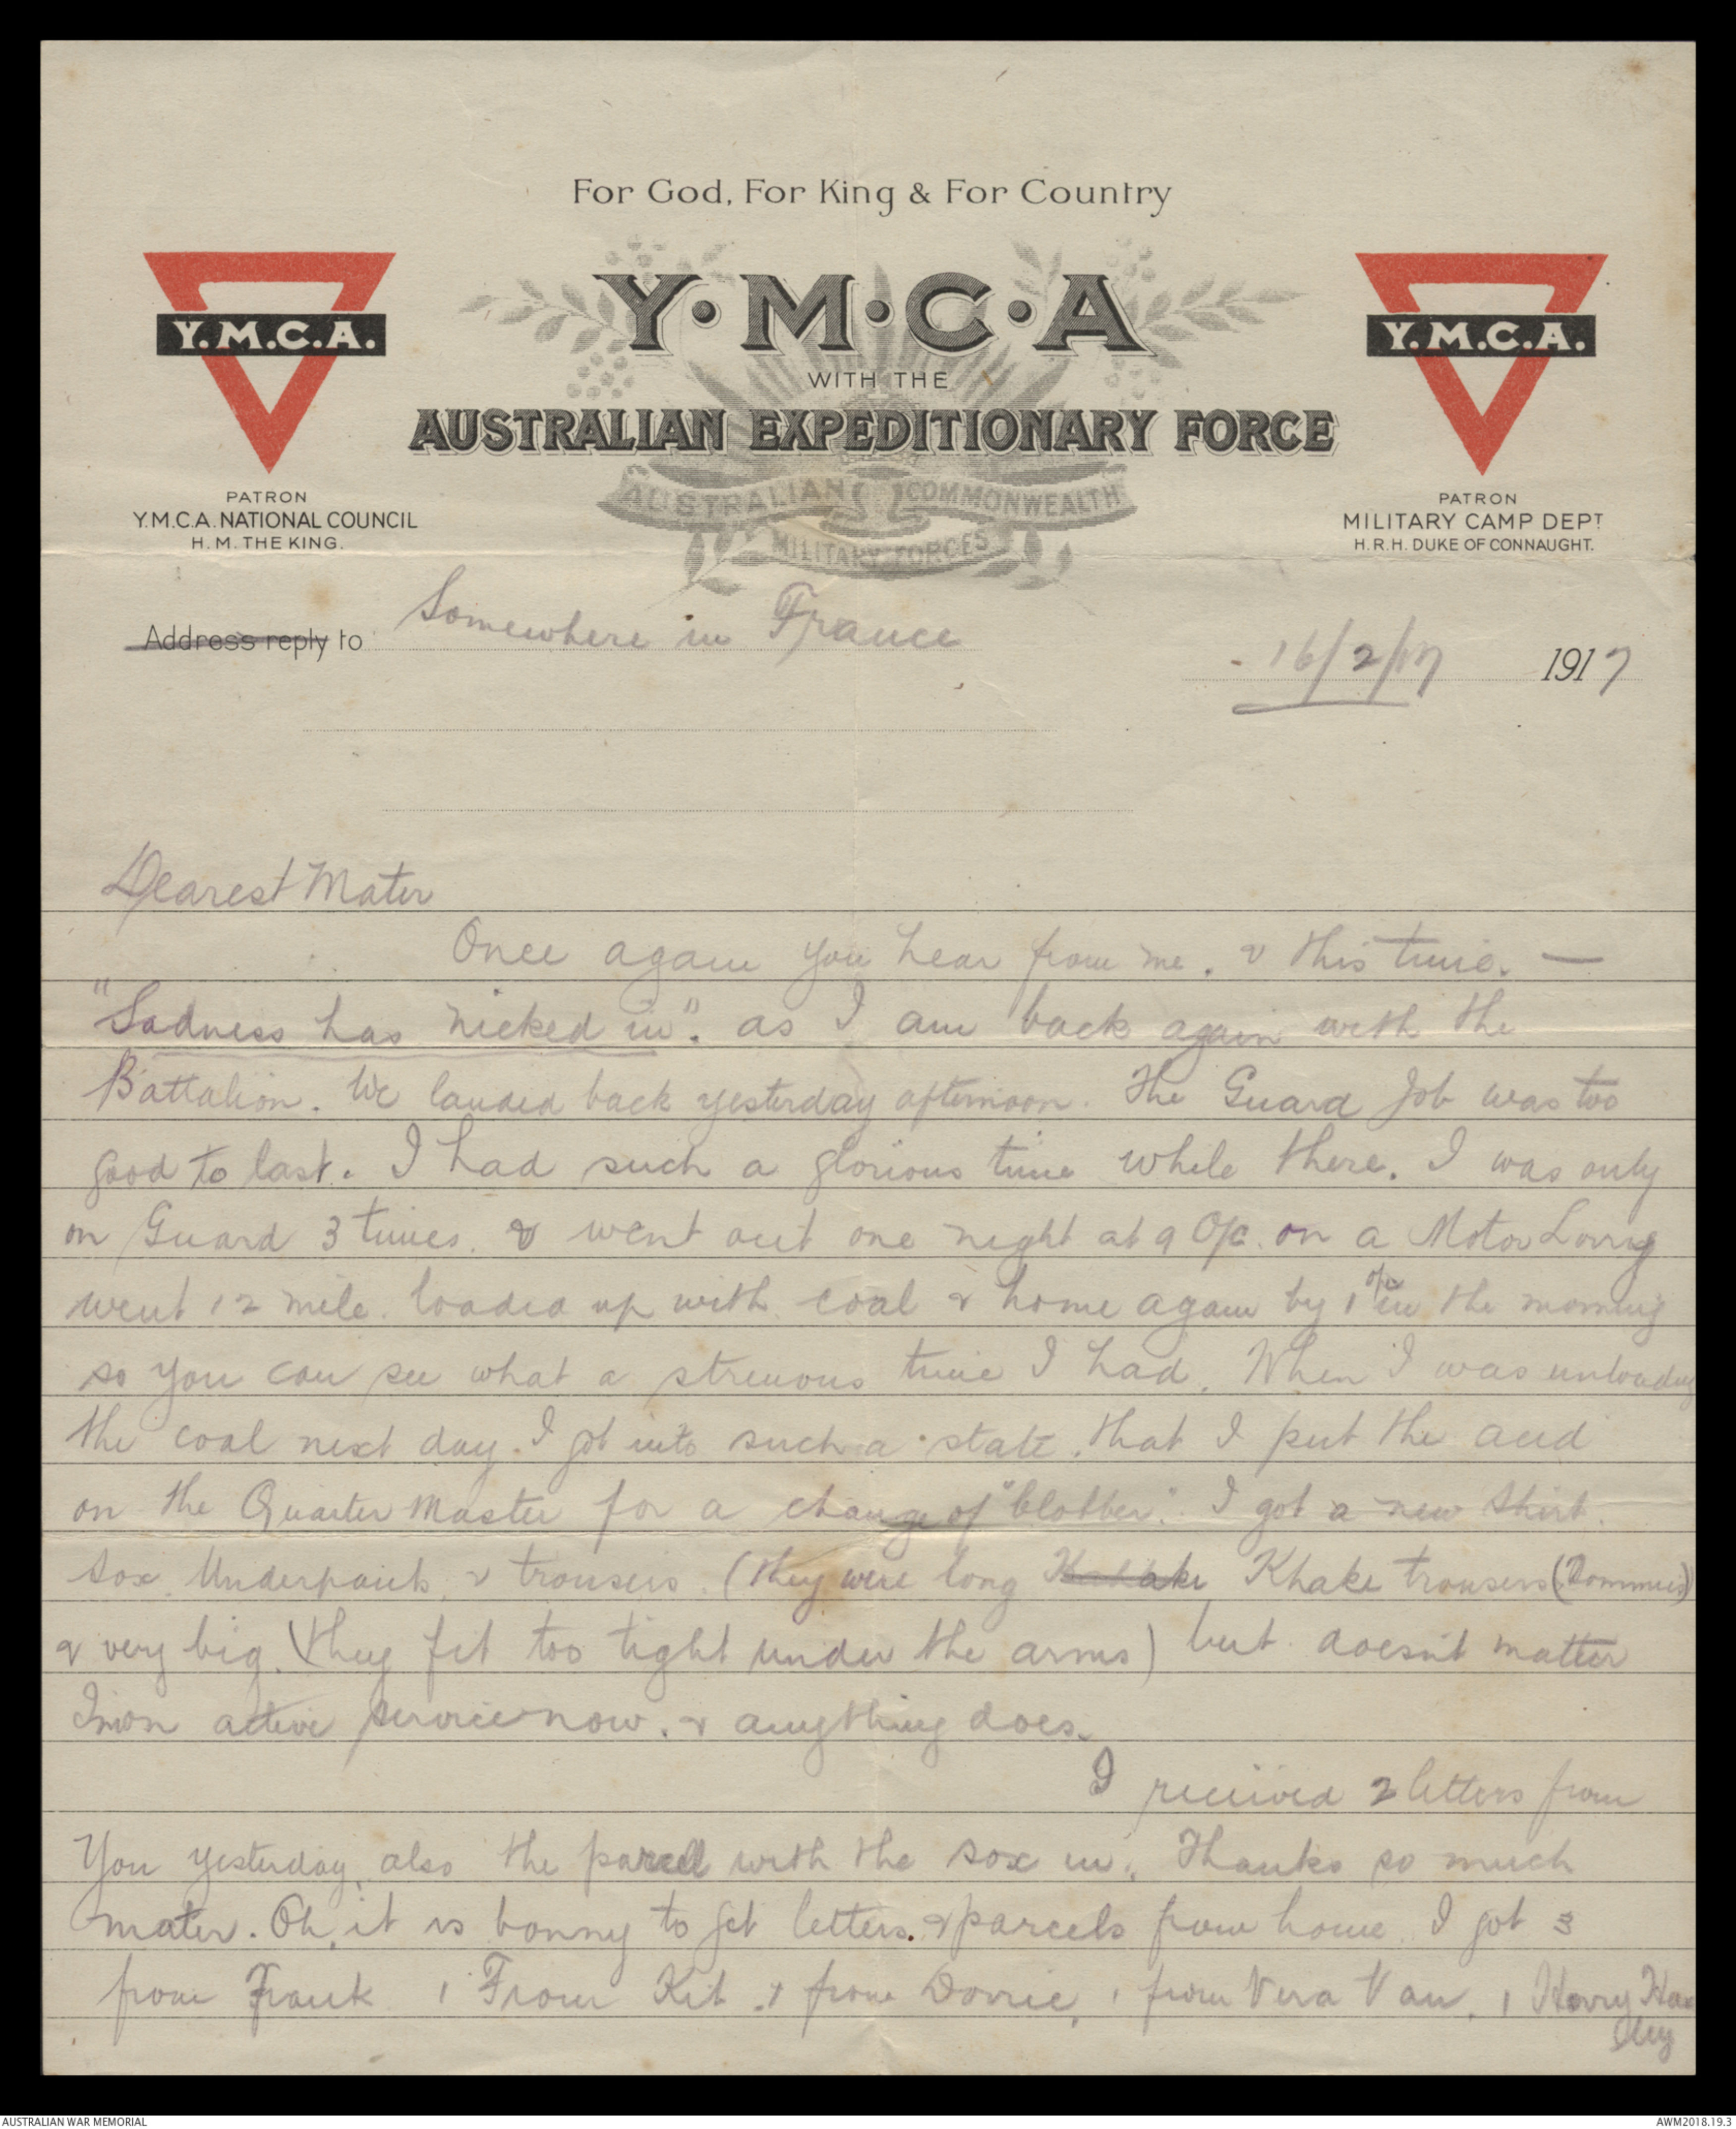 For God, For King & For Country
Y·M·C·A
WITH THE
AUSTRALIAN EXPEDITIONARY FORCE
AUSTRALIAN COMMONWEALTH
MILITARY FORCES
Y.M.C.A.
PATRON
Y.M.C.A. NATIONAL COUNCIL
H.M. THE KING.
Y.M.C.A.
PATRON
MILITARY CAMP DEPT
H.R.H. DUKE OF CONNAUGHT.
Address reply to Somewhere in France
16/2/17 1917
Dearest Mater
Once again you hear from me. & this time. —
"Sadness has nicked in". as I am back again with the
Battalion. We landed back yesterday afternoon. The Guard Job was too
good to last. I had such a glorious time while there. I was only
on Guard 3 times. & went out one night at 9 O/c. on a Motor Lorry
went 12 mile. loaded up with coal & home again by 1 o/c in the morning
so you can see what a strenuous time I had. When I was unloading
the coal next day. I got into such a state. that I put the acid
on the Quarter Master for a change of "clobber". I got a new shirt.
sox. Underpants, & trousers. (they were long Khake trousers (Tommies)
& very big. (they fit too tight under the arms) but doesn't matter
I'mon active service now. & anything does.
I received 2 letters from
You yesterday, also the parcel with the sox in. Thanks so much
mater. Oh, it is bonny to get letters. & parcels from home. I got 3
from Frank 1 From Kit. 1 from Dorrie, 1 from Vera Van, 1 Harry
AUSTRALIAN WAR MEMORIAL
AWM2018.19.3